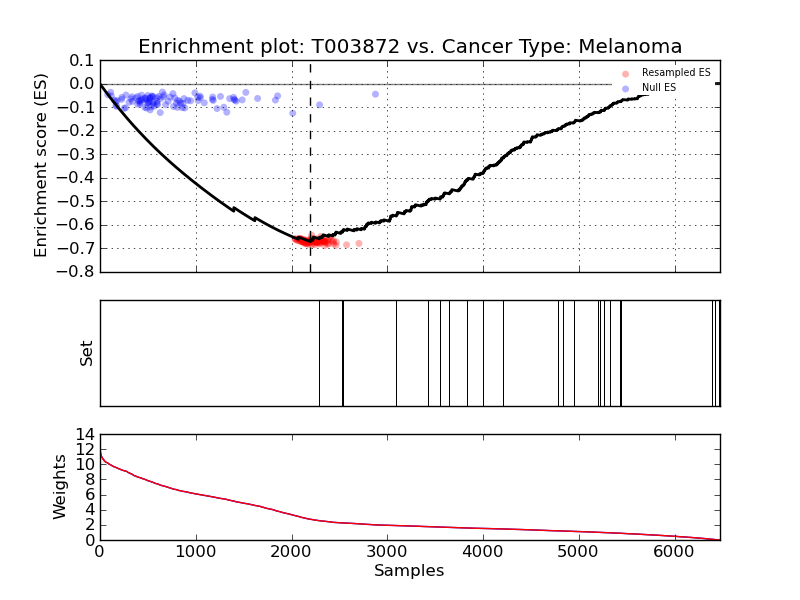 Enrichment plot: T003872 vs. Cancer Type: Melanoma
0.1
0.0
−0.1
−0.2
−0.3
−0.4
−0.5
−0.6
−0.7
−0.8
Enrichment score (ES)
Resampled ES
Null ES
Set
14
12
10
8
6
4
2
0
Weights
0 1000 2000 3000 4000 5000 6000
Samples